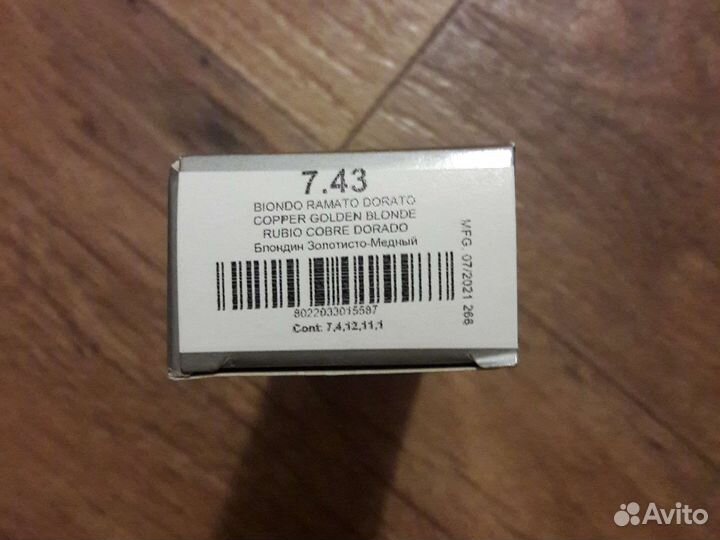 7.43
BIONDO RAMATO DORATO
COPPER GOLDEN BLONDE
RUBIO COBRE DORADO
Блондин Золотисто-Медный
8022033015587
Cont: 7,4,12,11,1
MFG. 07/2021 268
Avito